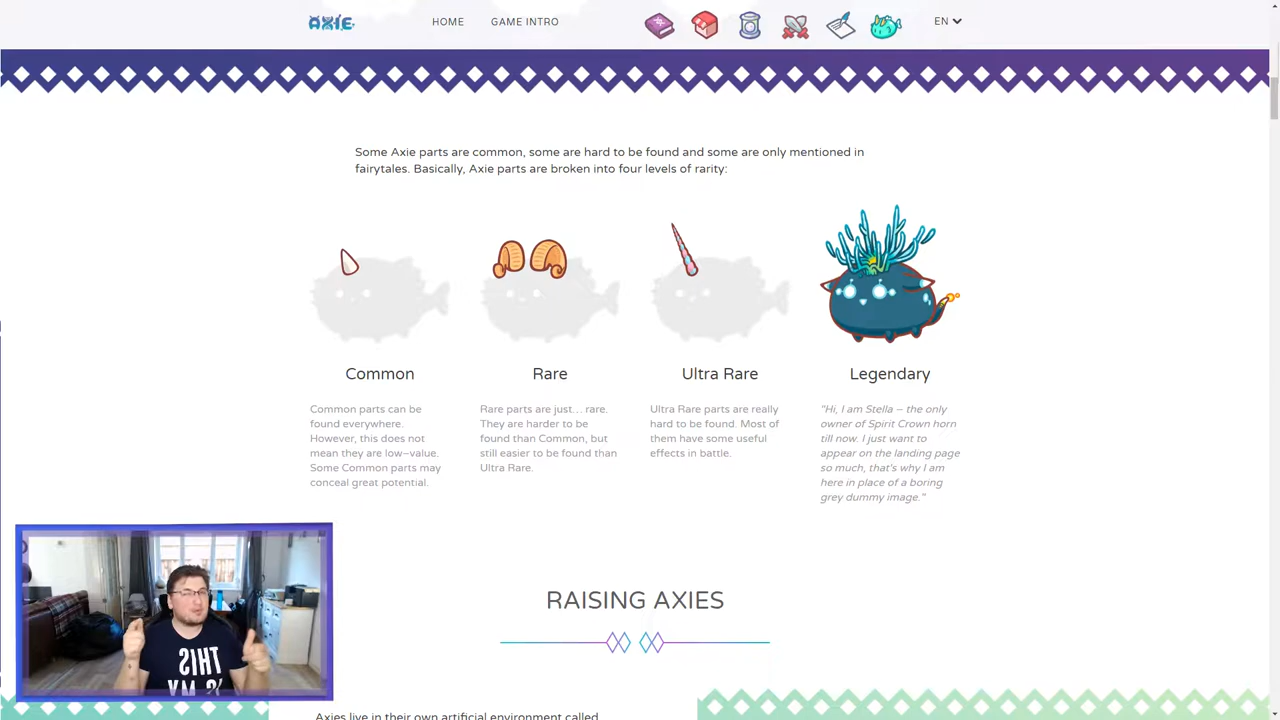 AXIE
HOME
GAME INTRO
EN
Some Axie parts are common, some are hard to be found and some are only mentioned in
fairytales. Basically, Axie parts are broken into four levels of rarity:
Common
Common parts can be
found everywhere.
However, this does not
mean they are low-value.
Some Common parts may
conceal great potential.
Rare
Rare parts are just... rare.
They are harder to be
found than Common, but
still easier to be found than
Ultra Rare.
Ultra Rare
Ultra Rare parts are really
hard to be found. Most of
them have some useful
effects in battle.
Legendary
"Hi, I am Stella – the only
owner of Spirit Crown horn
till now. I just want to
appear on the landing page
so much, that's why I am
here in place of a boring
grey dummy image."
THIS
IS MY
RAISING AXIES
Axies live in their own artificial environment called